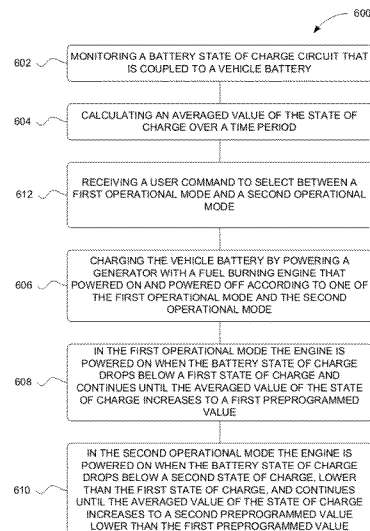 600
602
MONITORING A BATTERY STATE OF CHARGE CIRCUIT THAT
IS COUPLED TO A VEHICLE BATTERY
604
CALCULATING AN AVERAGED VALUE OF THE STATE OF
CHARGE OVER A TIME PERIOD
612
RECEIVING A USER COMMAND TO SELECT BETWEEN A
FIRST OPERATIONAL MODE AND A SECOND OPERATIONAL
MODE
606
CHARGING THE VEHICLE BATTERY BY POWERING A
GENERATOR WITH A FUEL BURNING ENGINE THAT
POWERED ON AND POWERED OFF ACCORDING TO ONE OF
THE FIRST OPERATIONAL MODE AND THE SECOND
OPERATIONAL MODE
608
IN THE FIRST OPERATIONAL MODE THE ENGINE IS
POWERED ON WHEN THE BATTERY STATE OF CHARGE
DROPS BELOW A FIRST STATE OF CHARGE AND
CONTINUES UNTIL THE AVERAGED VALUE OF THE STATE
OF CHARGE INCREASES TO A FIRST PREPROGRAMMED
VALUE
610
IN THE SECOND OPERATIONAL MODE THE ENGINE IS
POWERED ON WHEN THE BATTERY STATE OF CHARGE
DROPS BELOW A SECOND STATE OF CHARGE, LOWER
THAN THE FIRST STATE OF CHARGE, AND CONTINUES
UNTIL THE AVERAGED VALUE OF THE STATE OF CHARGE
INCREASES TO A SECOND PREPROGRAMMED VALUE
LOWER THAN THE FIRST PREPROGRAMMED VALUE